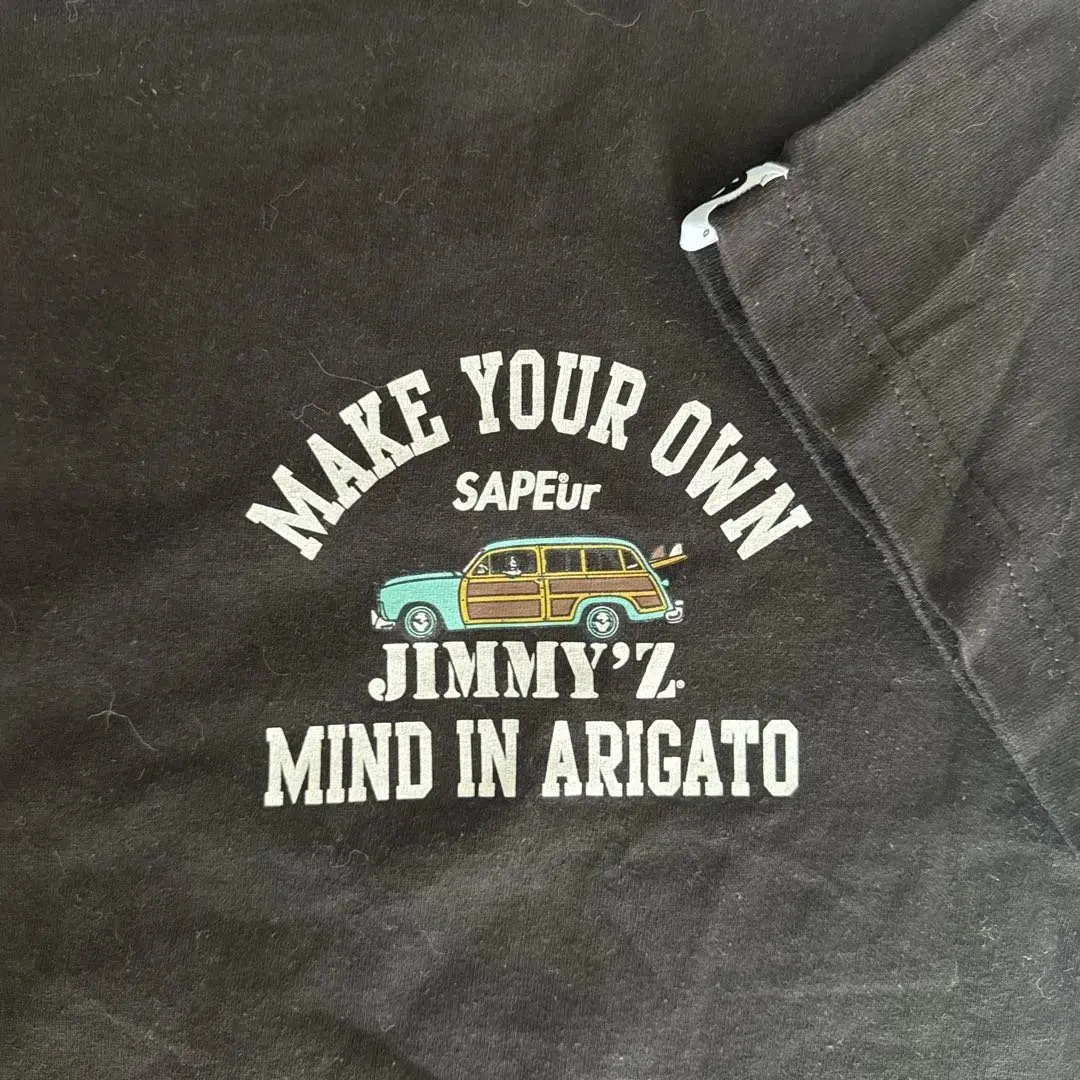 MAKE YOUR OWN
SAPEur
JIMMY'Z®
MIND IN ARIGATO